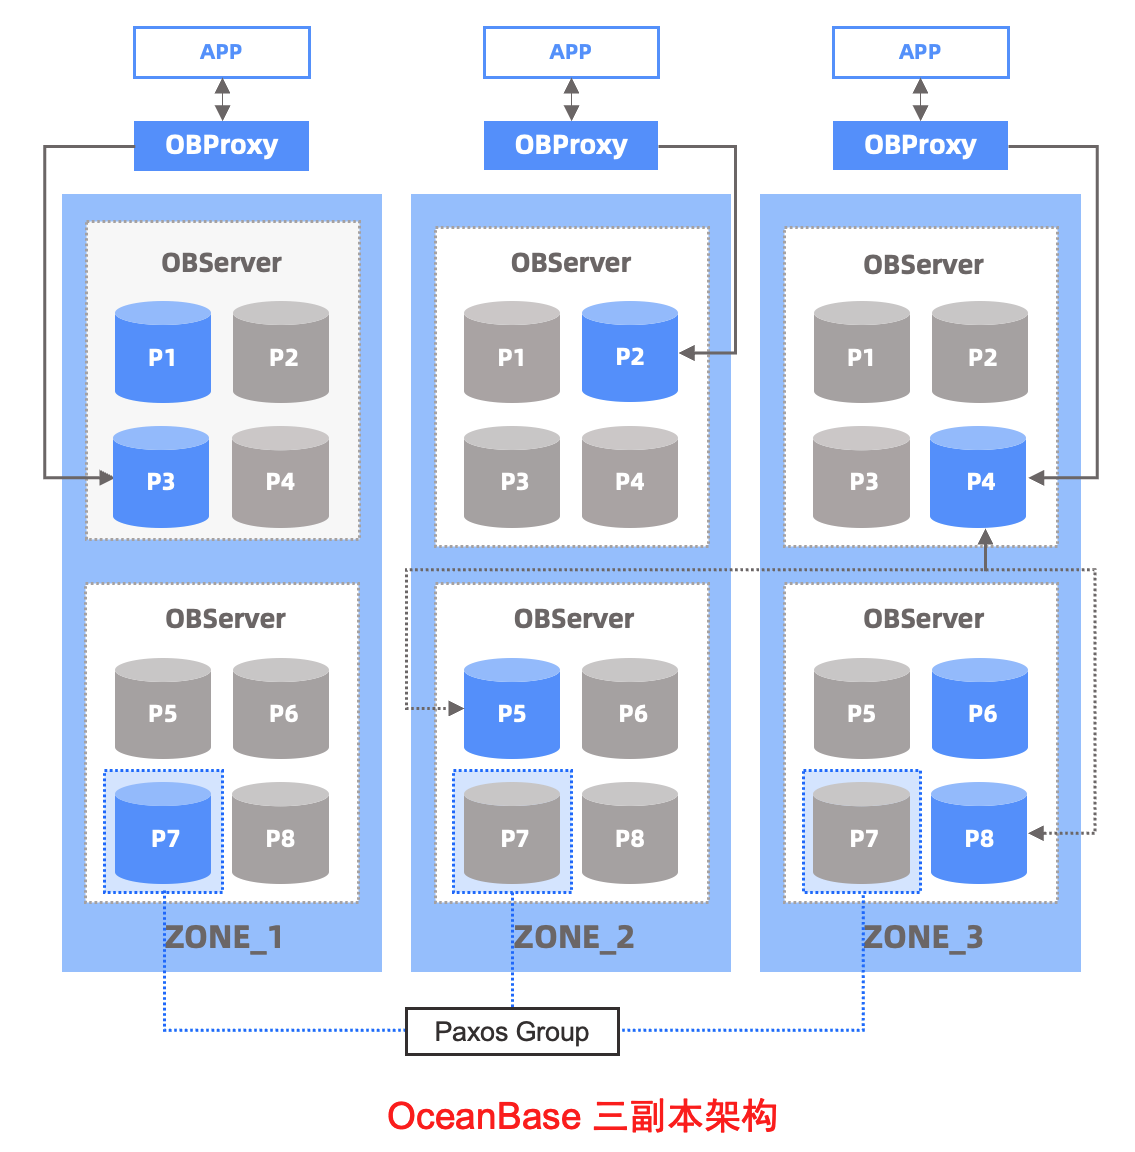 APP APP APP
OBProxy OBProxy OBProxy
OBServer OBServer OBServer
P1 P2 P1 P2 P1 P2
P3 P4 P3 P4 P3 P4
OBServer OBServer OBServer
P5 P6 P5 P6 P5 P6
P7 P8 P7 P8 P7 P8
ZONE_1 ZONE_2 ZONE_3
Paxos Group
OceanBase 三副本架构